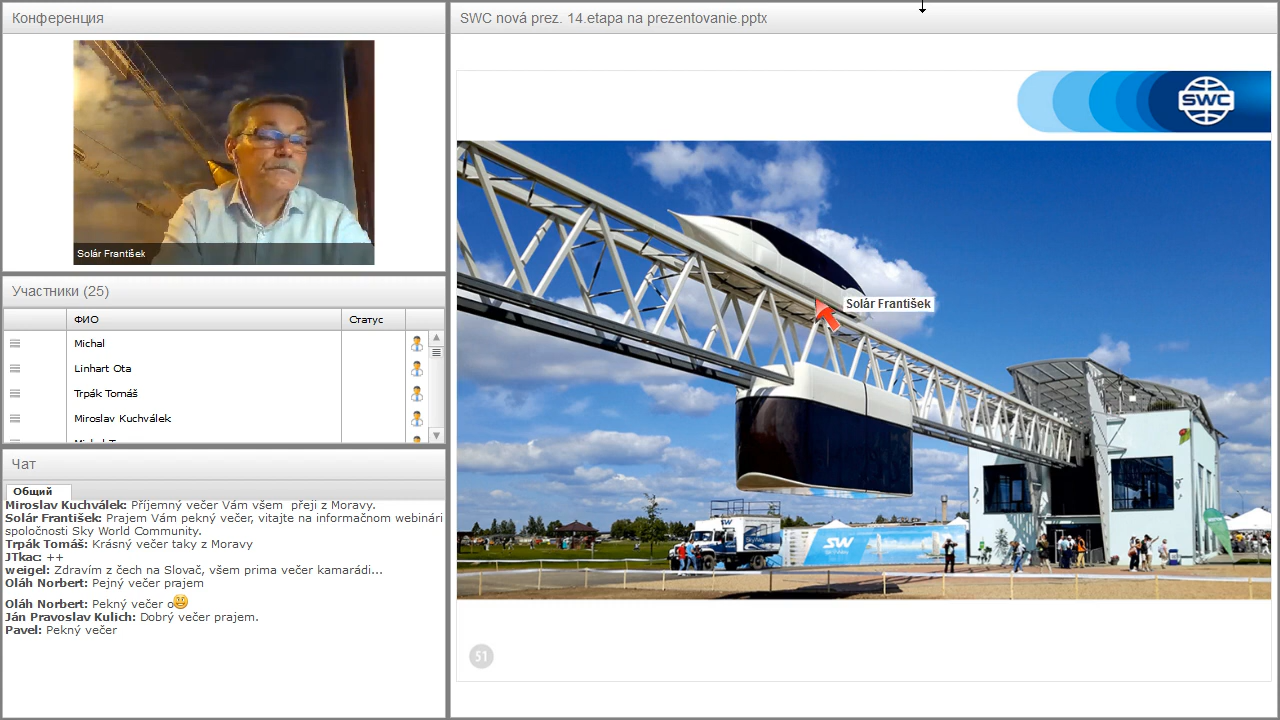 Конференция
Solár František
Участники (25)
ФИО Статус
Michal
Linhart Ota
Trpák Tomáš
Miroslav Kuchválek
Чат
Общий
Miroslav Kuchválek: Příjemný večer Vám všem přeji z Moravy.
Solár František: Prajem Vám pekný večer, vitajte na informačnom webinári
spoločnosti Sky World Community.
Trpák Tomáš: Krásný večer taky z Moravy
JTkac: ++
weigel: Zdravím z čech na Slovač, všem prima večer kamarádi...
Oláh Norbert: Pejný večer prajem
Oláh Norbert: Pekný večer o
Ján Pravoslav Kulich: Dobrý večer prajem.
Pavel: Pekný večer
SWC nová prez. 14.etapa na prezentovanie.pptx
SWC
Solár František
SW
SW
SkyWay
51